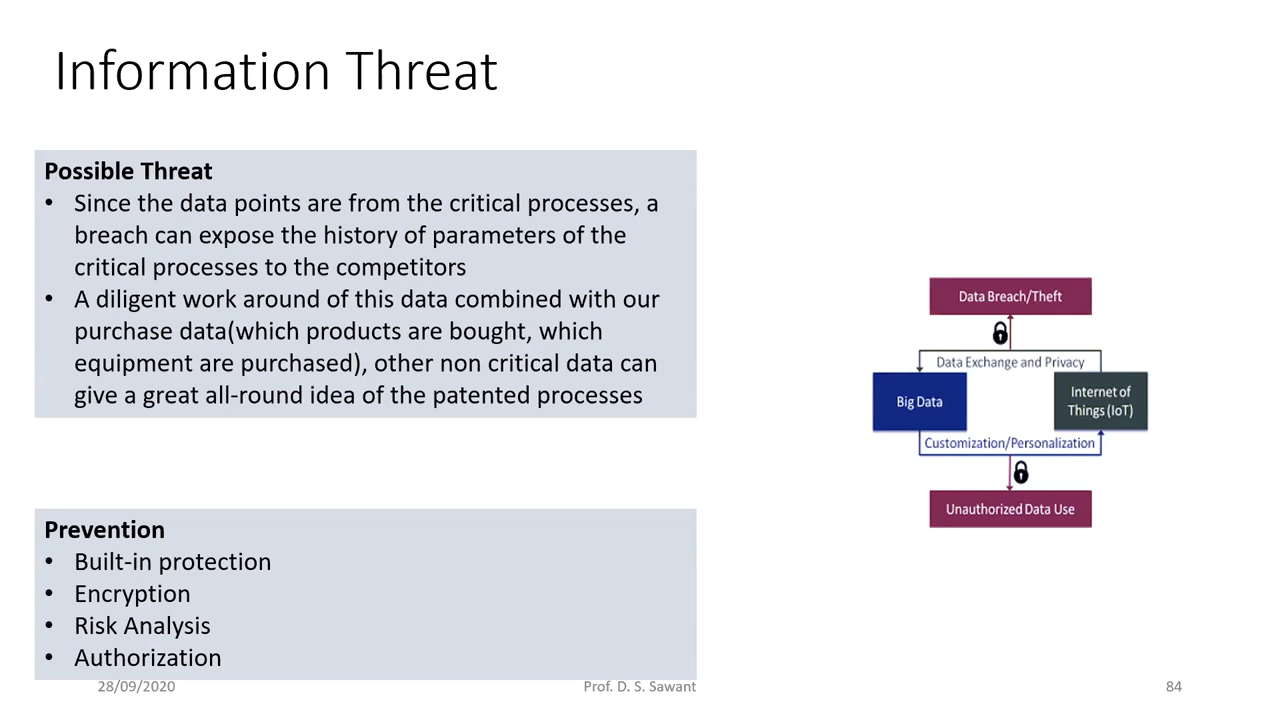 Information Threat
Possible Threat
• Since the data points are from the critical processes, a
breach can expose the history of parameters of the
critical processes to the competitors
• A diligent work around of this data combined with our
purchase data(which products are bought, which
equipment are purchased), other non critical data can
give a great all-round idea of the patented processes
Prevention
• Built-in protection
• Encryption
• Risk Analysis
• Authorization
Data Breach/Theft
Data Exchange and Privacy
Big Data
Internet of
Things (IoT)
Customization/Personalization
Unauthorized Data Use
28/09/2020
Prof. D. S. Sawant
84